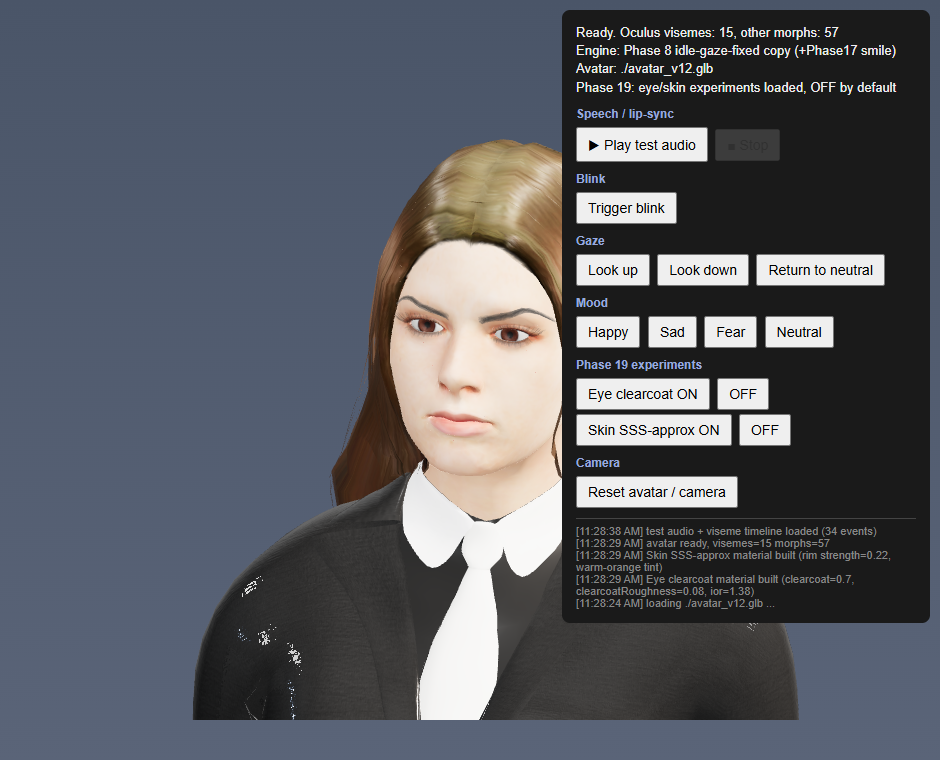 Ready. Oculus visemes: 15, other morphs: 57
Engine: Phase 8 idle-gaze-fixed copy (+Phase17 smile)
Avatar: ./avatar_v12.glb
Phase 19: eye/skin experiments loaded, OFF by default
Speech / lip-sync
▶ Play test audio ■ Stop
Blink
Trigger blink
Gaze
Look up Look down Return to neutral
Mood
Happy Sad Fear Neutral
Phase 19 experiments
Eye clearcoat ON OFF
Skin SSS-approx ON OFF
Camera
Reset avatar / camera
[11:28:38 AM] test audio + viseme timeline loaded (34 events)
[11:28:29 AM] avatar ready, visemes=15 morphs=57
[11:28:29 AM] Skin SSS-approx material built (rim strength=0.22,
warm-orange tint)
[11:28:29 AM] Eye clearcoat material built (clearcoat=0.7,
clearcoatRoughness=0.08, ior=1.38)
[11:28:24 AM] loading ./avatar_v12.glb ...